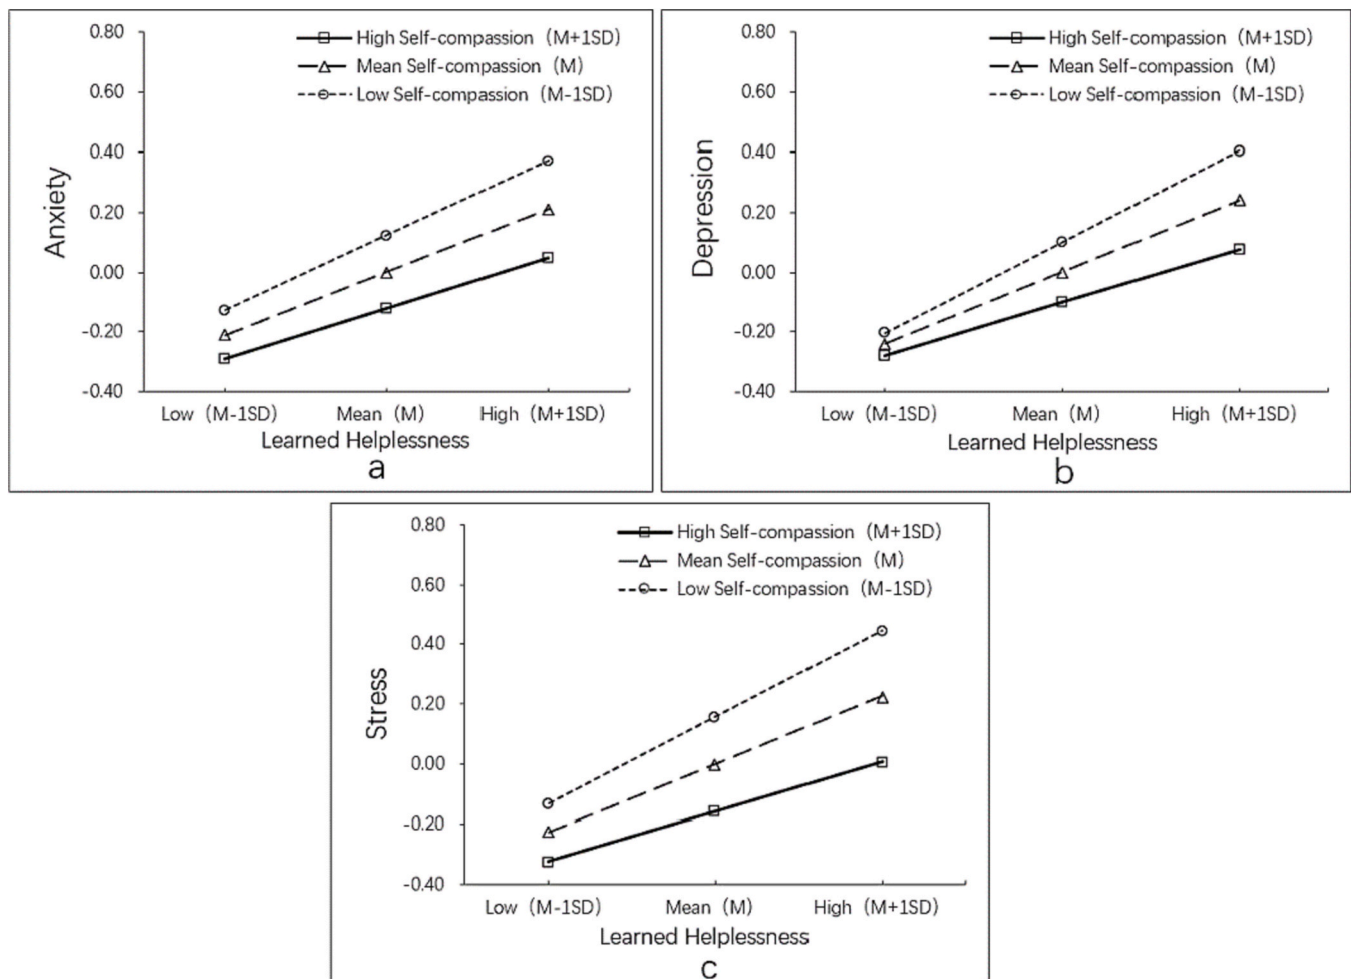 0.80
High Self-compassion（M+1SD）
Mean Self-compassion（M）
0.60
Low Self-compassion（M-1SD）
0.40
Anxiety
0.20
0.00
-0.20
-0.40
Low（M-1SD） Mean（M） High（M+1SD）
Learned Helplessness
a
0.80
High Self-compassion（M+1SD）
Mean Self-compassion（M）
0.60
Low Self-compassion（M-1SD）
0.40
Depression
0.20
0.00
-0.20
-0.40
Low（M-1SD） Mean（M） High（M+1SD）
Learned Helplessness
b
0.80
High Self-compassion（M+1SD）
Mean Self-compassion（M）
0.60
Low Self-compassion（M-1SD）
0.40
Stress
0.20
0.00
-0.20
-0.40
Low（M-1SD） Mean（M） High（M+1SD）
Learned Helplessness
c